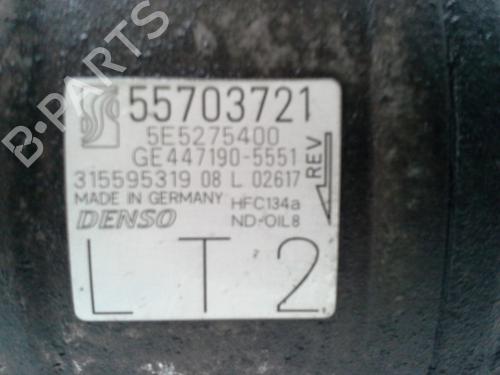 55703721
5E5275400
GE447190-5551
315595319 08 L 02617
REV
MADE IN GERMANY
HFC134a
DENSO
ND-OIL8
LT2
B-PARTS